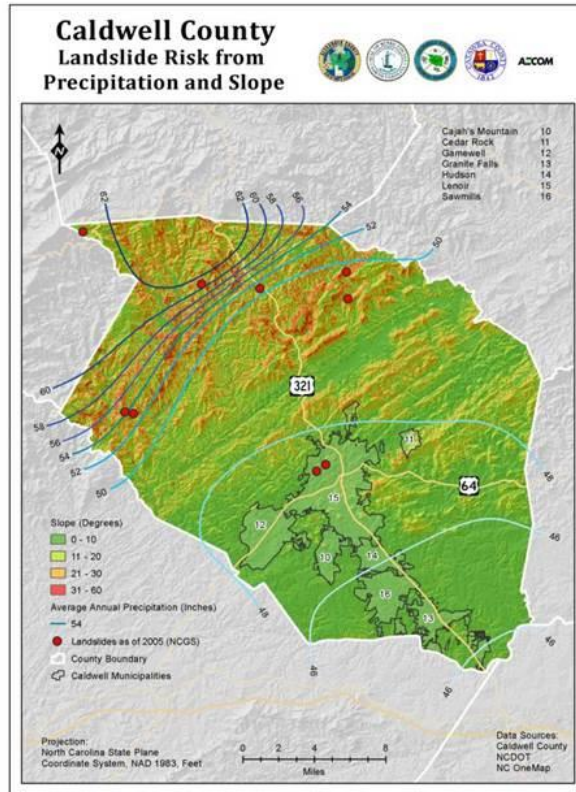 Caldwell County
Landslide Risk from
Precipitation and Slope
AECOM
N
Cajah's Mountain 10
Cedar Rock 11
Gamewell 12
Granite Falls 13
Hudson 14
Lenoir 15
Sawmills 16
62
62
60
58
56
54
52
50
60
58
56
54
52
50
321
11
48
64
15
46
12
14
10
16
13
48
46
46
Slope (Degrees)
0 - 10
11 - 20
21 - 30
31 - 60
Average Annual Precipitation (Inches)
54
Landslides as of 2005 (NCGS)
County Boundary
Caldwell Municipalities
Projection:
North Carolina State Plane
Coordinate System, NAD 1983, Feet
0 2 4 6 8
Miles
Data Sources:
Caldwell County
NCDOT
NC OneMap